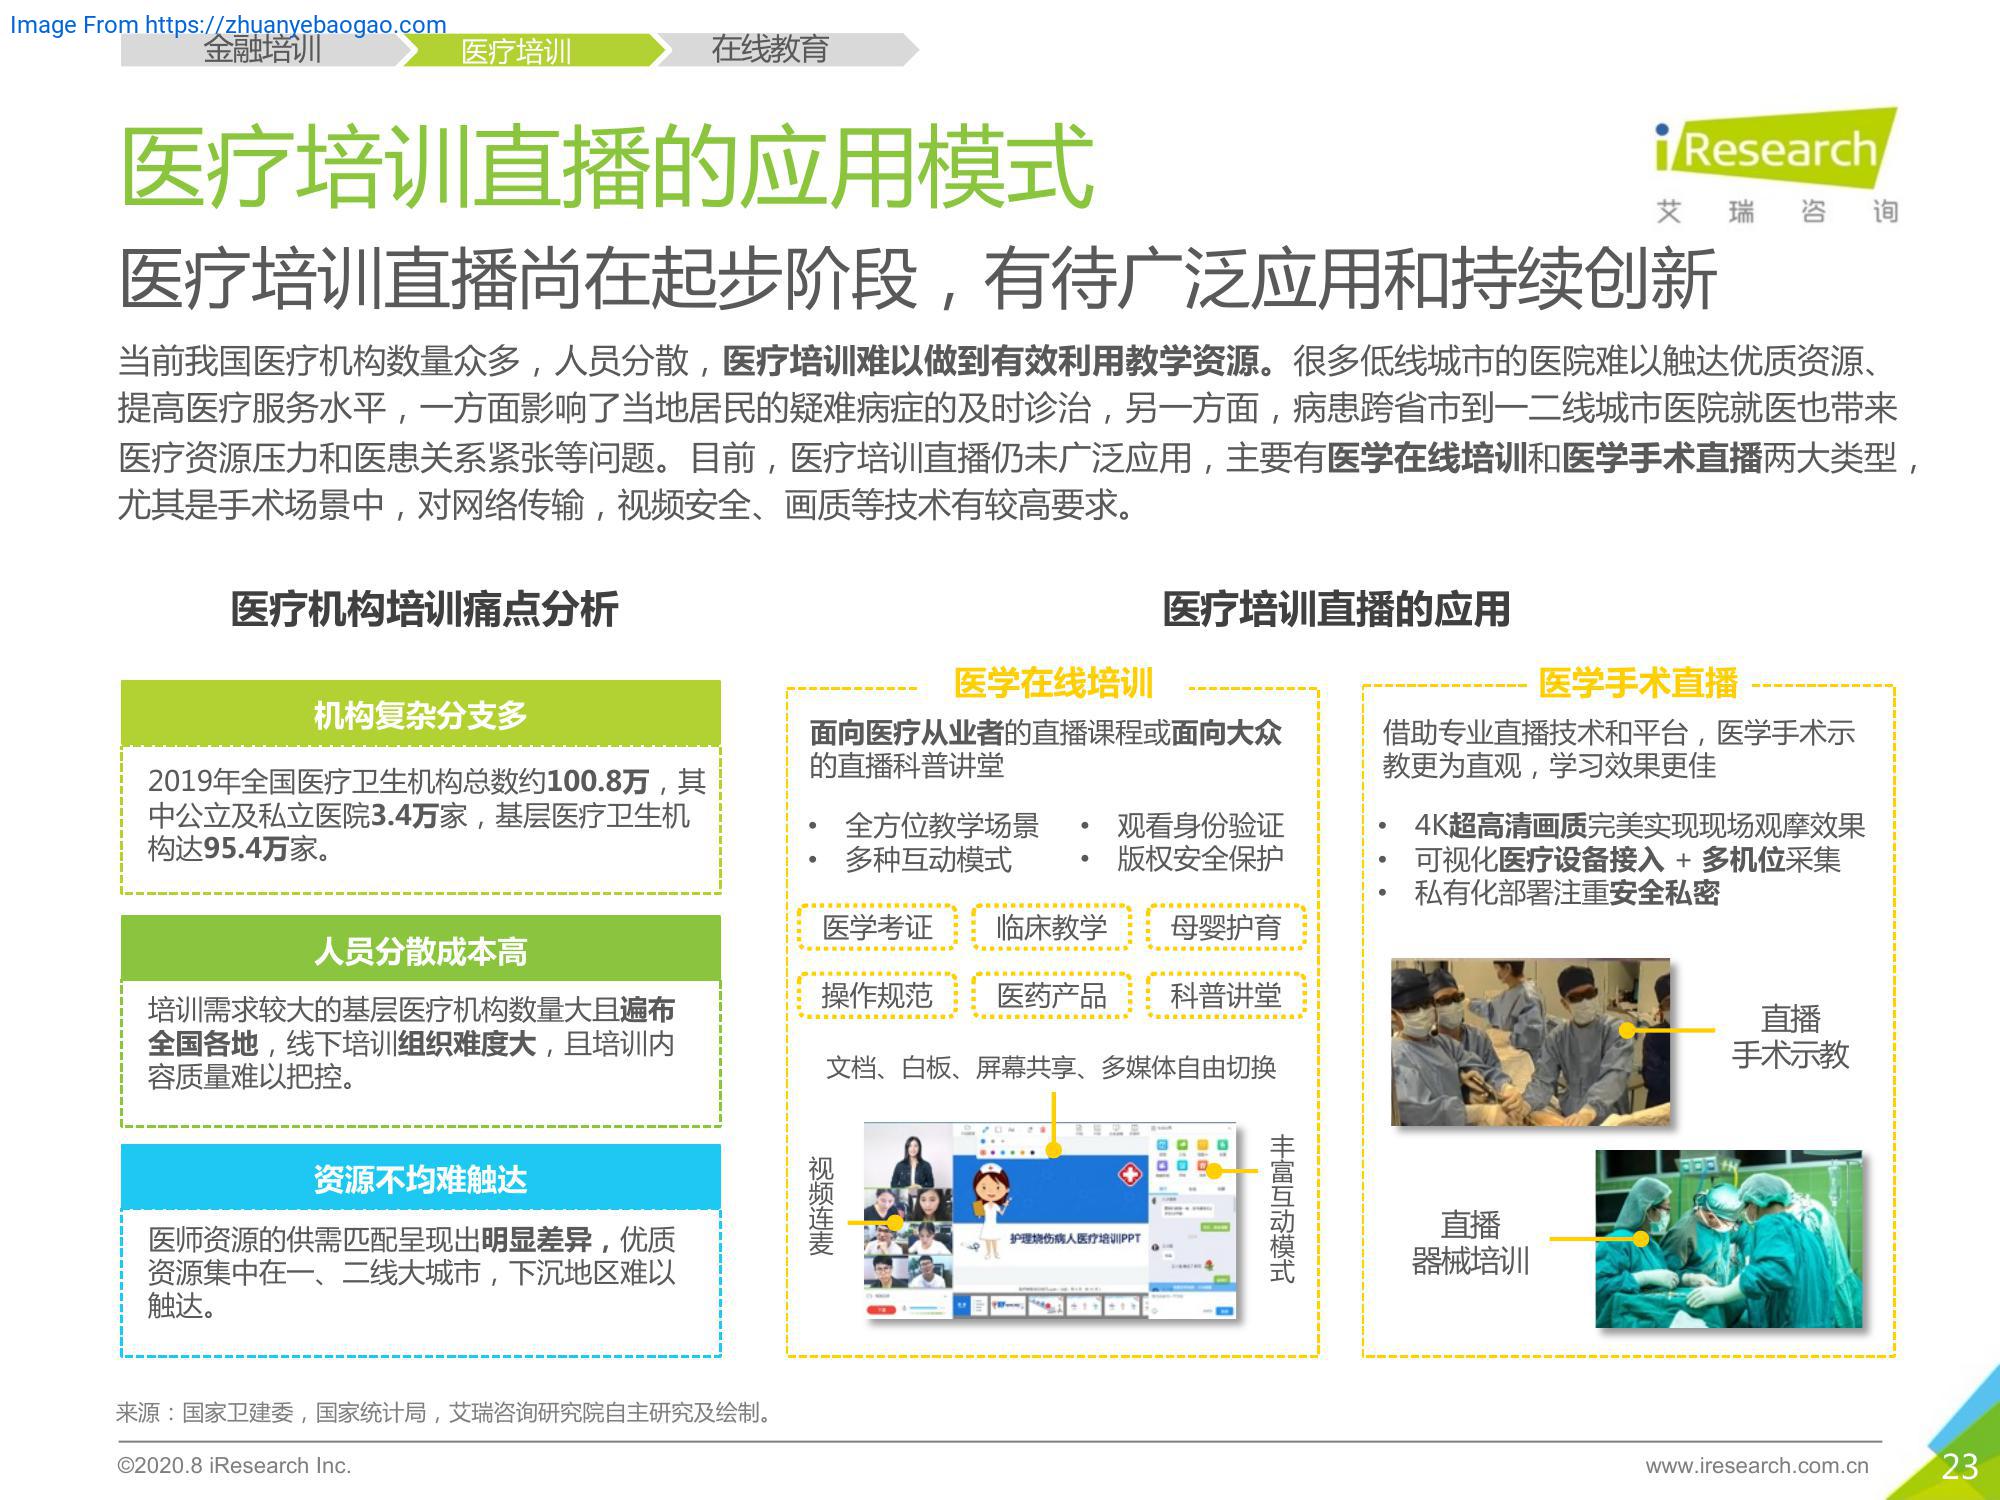 Image From https://zhuanyebaogao.com
金融培训
医疗培训
在线教育
医疗培训直播的应用模式
iResearch
艾瑞咨询
医疗培训直播尚在起步阶段，有待广泛应用和持续创新
当前我国医疗机构数量众多，人员分散，医疗培训难以做到有效利用教学资源。很多低线城市的医院难以触达优质资源、
提高医疗服务水平，一方面影响了当地居民的疑难病症的及时诊治，另一方面，病患跨省市到一二线城市医院就医也带来
医疗资源压力和医患关系紧张等问题。目前，医疗培训直播仍未广泛应用，主要有医学在线培训和医学手术直播两大类型，
尤其是手术场景中，对网络传输，视频安全、画质等技术有较高要求。
医疗机构培训痛点分析
机构复杂分支多
2019年全国医疗卫生机构总数约100.8万，其
中公立及私立医院3.4万家，基层医疗卫生机
构达95.4万家。
人员分散成本高
培训需求较大的基层医疗机构数量大且遍布
全国各地，线下培训组织难度大，且培训内
容质量难以把控。
资源不均难触达
医师资源的供需匹配呈现出明显差异，优质
资源集中在一、二线大城市，下沉地区难以
触达。
医疗培训直播的应用
医学在线培训
面向医疗从业者的直播课程或面向大众
的直播科普讲堂
• 全方位教学场景
• 多种互动模式
• 观看身份验证
• 版权安全保护
医学考证
临床教学
母婴护育
操作规范
医药产品
科普讲堂
文档、白板、屏幕共享、多媒体自由切换
视频连麦
护理烧伤病人医疗培训PPT
丰富互动模式
医学手术直播
借助专业直播技术和平台，医学手术示
教更为直观，学习效果更佳
• 4K超高清画质完美实现现场观摩效果
• 可视化医疗设备接入 + 多机位采集
• 私有化部署注重安全私密
直播
手术示教
直播
器械培训
来源：国家卫建委，国家统计局，艾瑞咨询研究院自主研究及绘制。
©2020.8 iResearch Inc.
www.iresearch.com.cn
23